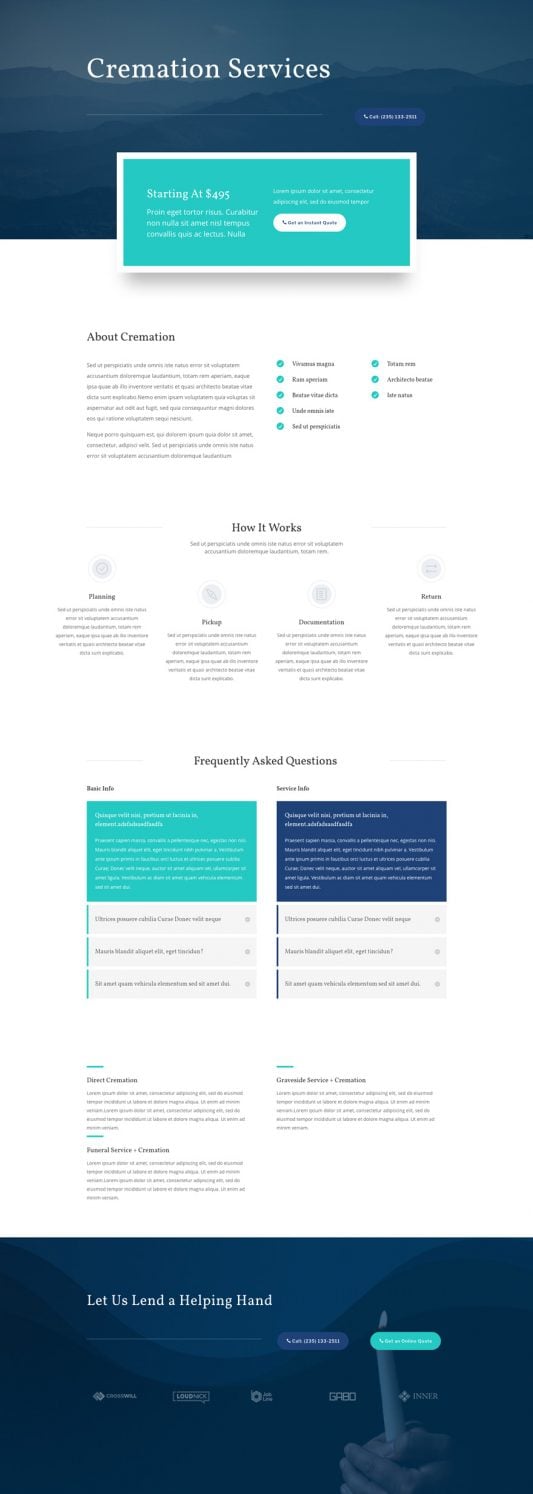 Cremation Services
Call: (235) 133-2511
Starting At $495
Proin eget tortor risus. Curabitur
non nulla sit amet nisl tempus
convallis quis ac lectus. Nulla
Lorem ipsum dolor sit amet, consectetur
adipiscing elit, sed do eiusmod tempor
Get an Instant Quote
About Cremation
Sed ut perspiciatis unde omnis iste natus error sit voluptatem
accusantium doloremque laudantium, totam rem aperiam, eaque
ipsa quae ab illo inventore veritatis et quasi architecto beatae vitae
dicta sunt explicabo.Nemo enim ipsam voluptatem quia voluptas sit
aspernatur aut odit aut fugit, sed quia consequuntur magni dolores
eos qui ratione voluptatem sequi nesciunt.
Neque porro quisquam est, qui dolorem ipsum quia dolor sit amet,
consectetur, adipisci velit. Sed ut perspiciatis unde iste natus
error sit voluptatem accusantium doloremque laudantium
Vivamus magna
Ram aperiam
Beatae vitae dicta
Unde omnis iste
Sed ut perspiciatis
Totam rem
Architecto beatae
Iste natus
How It Works
Sed ut perspiciatis unde omnis iste natus error sit voluptatem
accusantium doloremque laudantium, totam rem.
Planning
Sed ut perspiciatis unde omnis iste natus
error sit voluptatem accusantium
doloremque laudantium, totam rem
aperiam, eaque ipsa quae ab illo inventore
veritatis et quasi architecto beatae vitae
dicta sunt explicabo.
Pickup
Sed ut perspiciatis unde omnis iste natus
error sit voluptatem accusantium
doloremque laudantium, totam rem
aperiam, eaque ipsa quae ab illo inventore
veritatis et quasi architecto beatae vitae
dicta sunt explicabo.
Documentation
Sed ut perspiciatis unde omnis iste natus
error sit voluptatem accusantium
doloremque laudantium, totam rem
aperiam, eaque ipsa quae ab illo inventore
veritatis et quasi architecto beatae vitae
dicta sunt explicabo.
Return
Sed ut perspiciatis unde omnis iste natus
error sit voluptatem accusantium
doloremque laudantium, totam rem
aperiam, eaque ipsa quae ab illo inventore
veritatis et quasi architecto beatae vitae
dicta sunt explicabo.
Frequently Asked Questions
Basic Info
Quisque velit nisi, pretium ut lacinia in,
element.adsfadsasdfasdfa
Praesent sapien massa, convallis a pellentesque nec, egestas non nisi.
Mauris blandit aliquet elit, eget tincidunt nibh pulvinar a. Vestibulum
ante ipsum primis in faucibus orci luctus et ultrices posuere cubilia
Curae; Donec velit neque, auctor sit amet aliquam vel, ullamcorper sit
amet ligula. Vestibulum ac diam sit amet quam vehicula elementum
sed sit amet dui.
Ultrices posuere cubilia Curae Donec velit neque
Mauris blandit aliquet elit, eget tincidun?
Sit amet quam vehicula elementum sed sit amet dui.
Service Info
Quisque velit nisi, pretium ut lacinia in,
element.adsfadsasdfasdfa
Praesent sapien massa, convallis a pellentesque nec, egestas non nisi.
Mauris blandit aliquet elit, eget tincidunt nibh pulvinar a. Vestibulum
ante ipsum primis in faucibus orci luctus et ultrices posuere cubilia
Curae; Donec velit neque, auctor sit amet aliquam vel, ullamcorper sit
amet ligula. Vestibulum ac diam sit amet quam vehicula elementum
sed sit amet dui.
Ultrices posuere cubilia Curae Donec velit neque
Mauris blandit aliquet elit, eget tincidun?
Sit amet quam vehicula elementum sed sit amet dui.
Direct Cremation
Lorem ipsum dolor sit amet, consectetur adipiscing elit, sed do
eiusmod tempor incididunt ut labore et dolore magna aliqua. Ut enim ad minim
veniam.Lorem ipsum dolor sit amet, consectetur adipiscing elit, sed do
eiusmod tempor incididunt ut labore et dolore magna aliqua. Ut enim ad
minim veniam.
Graveside Service + Cremation
Lorem ipsum dolor sit amet, consectetur adipiscing elit, sed do eiusmod
tempor incididunt ut labore et dolore magna aliqua. Ut enim ad minim
veniam.Lorem ipsum dolor sit amet, consectetur adipiscing elit, sed do
eiusmod tempor incididunt ut labore et dolore magna aliqua. Ut enim ad
minim veniam.
Funeral Service + Cremation
Lorem ipsum dolor sit amet, consectetur adipiscing elit, sed do eiusmod
tempor incididunt ut labore et dolore magna aliqua. Ut enim ad minim
veniam.Lorem ipsum dolor sit amet, consectetur adipiscing elit, sed do
eiusmod tempor incididunt ut labore et dolore magna aliqua. Ut enim ad
minim veniam.
Let Us Lend a Helping Hand
Call: (235) 133-2511
Get an Online Quote
CROSSWILL
LOUDNICK
Job
Line
GABO
INNER